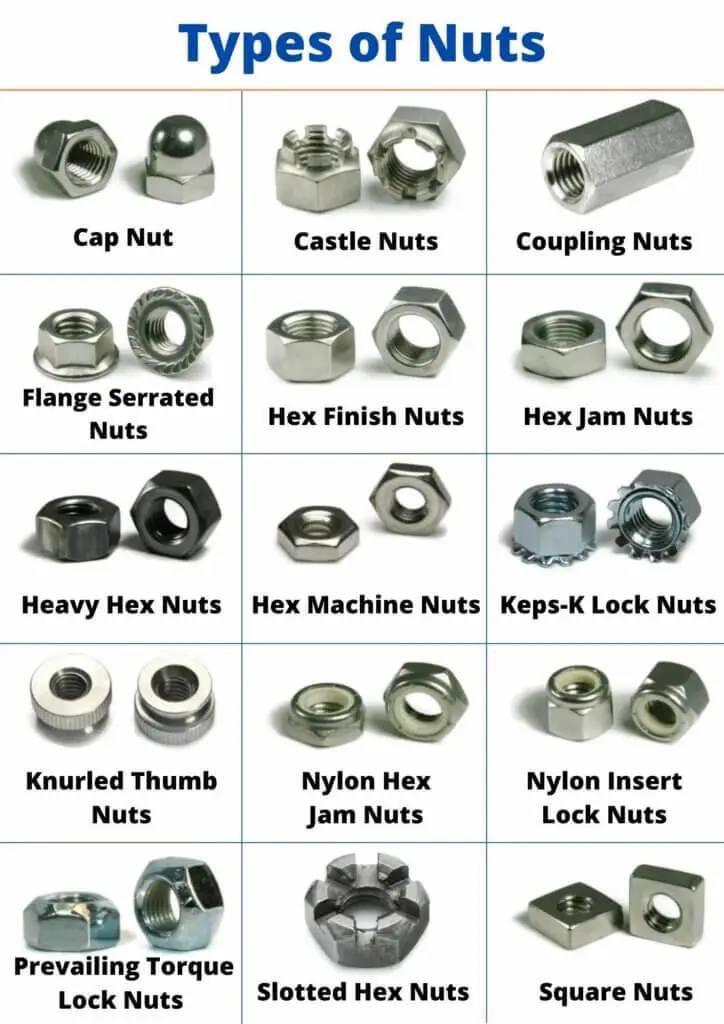 Types of Nuts
Cap Nut
Castle Nuts
Coupling Nuts
Flange Serrated
Nuts
Hex Finish Nuts
Hex Jam Nuts
Heavy Hex Nuts
Hex Machine Nuts
Keps-K Lock Nuts
Knurled Thumb
Nuts
Nylon Hex
Jam Nuts
Nylon Insert
Lock Nuts
Prevailing Torque
Lock Nuts
Slotted Hex Nuts
Square Nuts